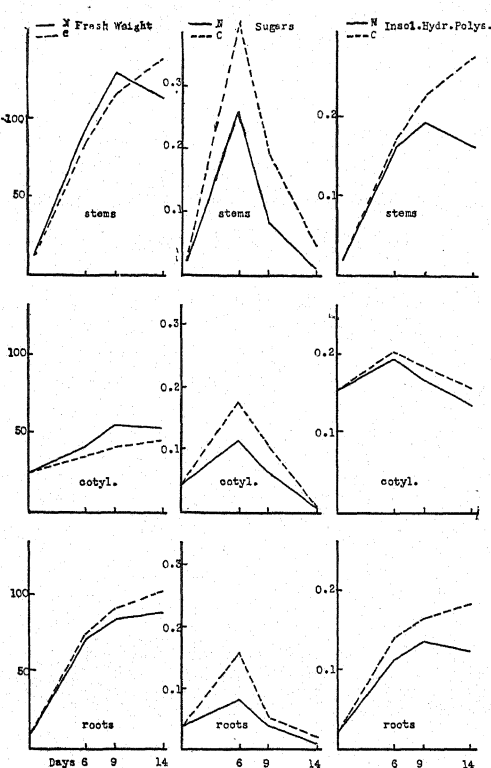 N Fresh Weight
C
N Sugars
C
N Insol.Hydr.Polys.
C
100
50
stems
0.3
0.2
0.1
stems
0.2
0.1
stems
100
50
cotyl.
0.3
0.2
0.1
cotyl.
0.2
0.1
cotyl.
100
50
roots
0.3
0.2
0.1
roots
0.2
0.1
roots
Days 6 9 14
6 9 14
6 9 14